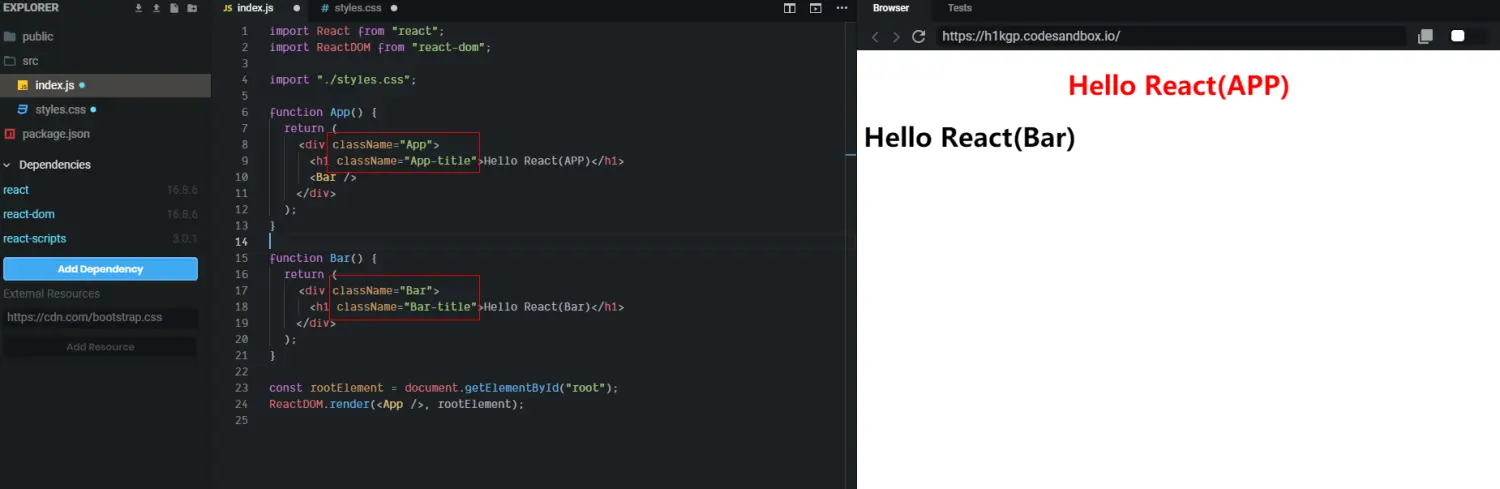 EXPLORER
public
src
index.js
styles.css
package.json
Dependencies
react 16.8.6
react-dom 16.8.6
react-scripts 3.0.1
Add Dependency
External Resources
https://cdn.com/bootstrap.css
Add Resource
JS index.js # styles.css
1 import React from "react";
2 import ReactDOM from "react-dom";
3
4 import "./styles.css";
5
6 function App() {
7 return (
8 <div className="App">
9 <h1 className="App-title">Hello React(APP)</h1>
10 <Bar />
11 </div>
12 );
13 }
14
15 function Bar() {
16 return (
17 <div className="Bar">
18 <h1 className="Bar-title">Hello React(Bar)</h1>
19 </div>
20 );
21 }
22
23 const rootElement = document.getElementById("root");
24 ReactDOM.render(<App />, rootElement);
25
Browser Tests
https://h1kgp.codesandbox.io/
Hello React(APP)
Hello React(Bar)